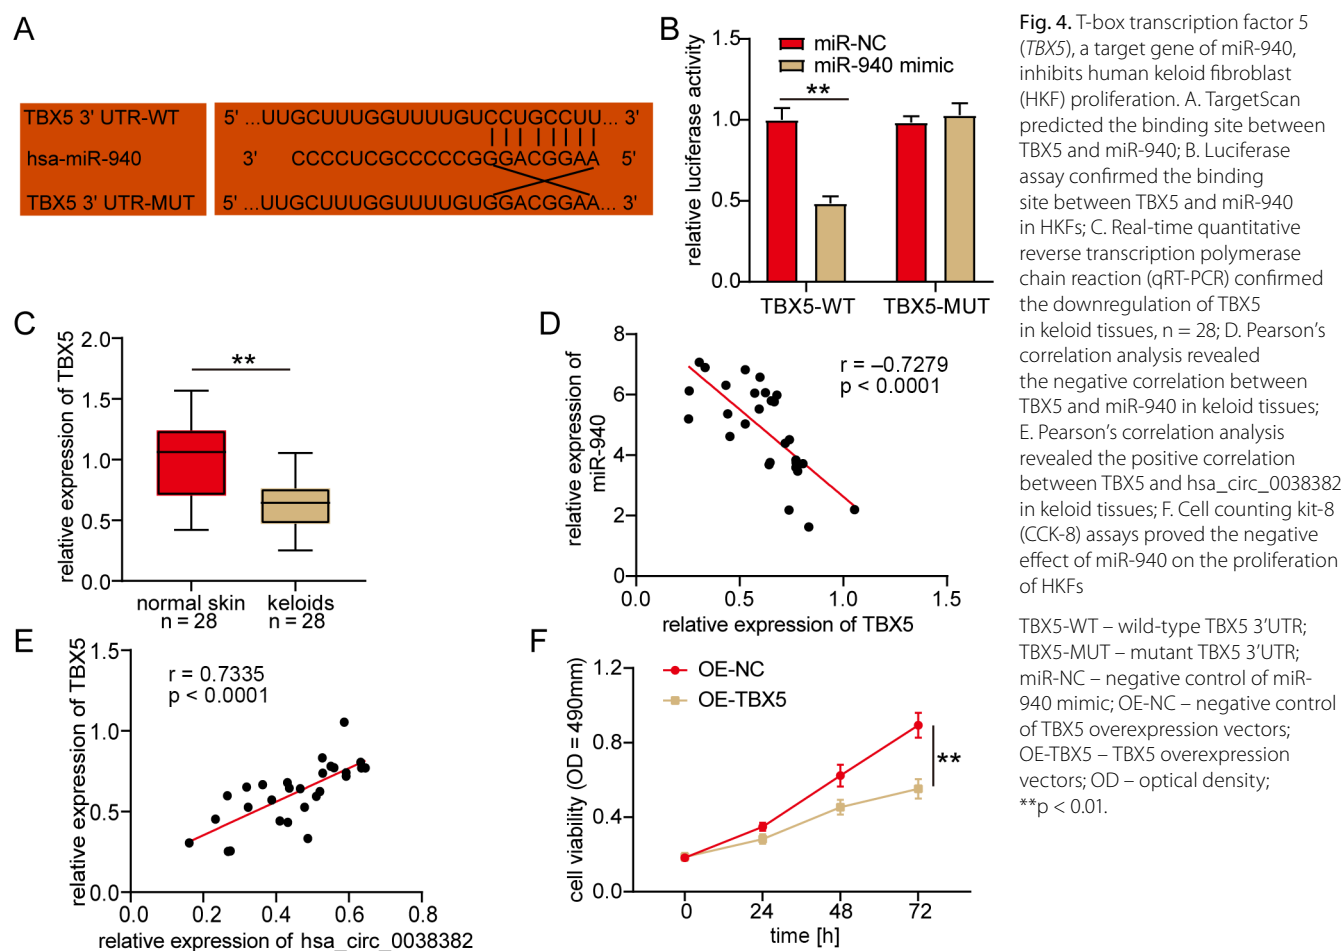 A
TBX5 3' UTR-WT
5' ...UUGCUUUGGUUUUGUCCUGCCUU... 3'
hsa-miR-940
3' CCCCUCGCCCCCGGGACGGAA 5'
TBX5 3' UTR-MUT
5' ...UUGCUUUGGUUUUGUGGACGGAA... 3'
B
relative luciferase activity
1.5
1.0
0.5
0.0
miR-NC
miR-940 mimic
**
TBX5-WT
TBX5-MUT
C
relative expression of TBX5
2.0
1.5
1.0
0.5
0.0
**
normal skin
n = 28
keloids
n = 28
D
relative expression of
miR-940
8
6
4
2
0
r = –0.7279
p < 0.0001
0.0
0.5
1.0
1.5
relative expression of TBX5
E
relative expression of TBX5
1.5
1.0
0.5
0.0
r = 0.7335
p < 0.0001
0.0
0.2
0.4
0.6
0.8
relative expression of hsa_circ_0038382
F
cell viability (OD = 490mm)
1.2
0.8
0.4
0.0
OE-NC
OE-TBX5
**
0
24
48
72
time [h]
Fig. 4. T-box transcription factor 5
(TBX5), a target gene of miR-940,
inhibits human keloid fibroblast
(HKF) proliferation. A. TargetScan
predicted the binding site between
TBX5 and miR-940; B. Luciferase
assay confirmed the binding
site between TBX5 and miR-940
in HKFs; C. Real-time quantitative
reverse transcription polymerase
chain reaction (qRT-PCR) confirmed
the downregulation of TBX5
in keloid tissues, n = 28; D. Pearson's
correlation analysis revealed
the negative correlation between
TBX5 and miR-940 in keloid tissues;
E. Pearson's correlation analysis
revealed the positive correlation
between TBX5 and hsa_circ_0038382
in keloid tissues; F. Cell counting kit-8
(CCK-8) assays proved the negative
effect of miR-940 on the proliferation
of HKFs
TBX5-WT – wild-type TBX5 3'UTR;
TBX5-MUT – mutant TBX5 3'UTR;
miR-NC – negative control of miR-
940 mimic; OE-NC – negative control
of TBX5 overexpression vectors;
OE-TBX5 – TBX5 overexpression
vectors; OD – optical density;
**p < 0.01.